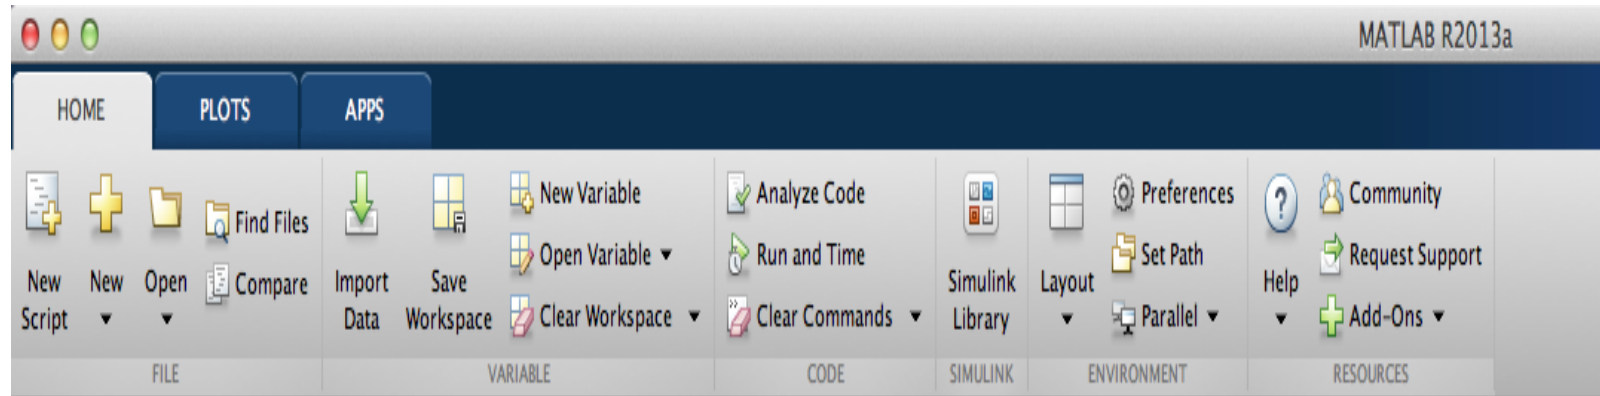 MATLAB R2013a
HOME PLOTS APPS
New Script
New
Open
Find Files
Compare
FILE
Import Data
Save Workspace
New Variable
Open Variable
Clear Workspace
VARIABLE
Analyze Code
Run and Time
Clear Commands
CODE
Simulink Library
SIMULINK
Layout
Preferences
Set Path
Parallel
ENVIRONMENT
Help
Community
Request Support
Add-Ons
RESOURCES